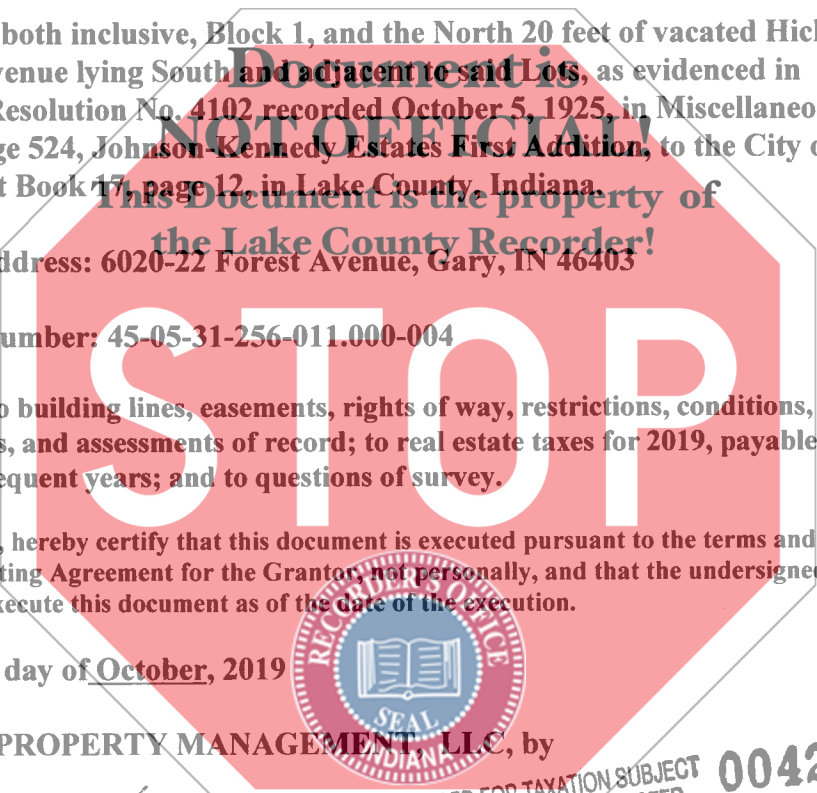 both inclusive, Block 1, and the North 20 feet of vacated Hicl
Document is
venue lying South and adjacent to said Lots, as evidenced in
Resolution No. 4102 recorded October 5, 1925, in Miscellaneo
NOT OFFICIAL!
ge 524, Johnson-Kennedy Estates First Addition, to the City o
t Book 17, page 12, in Lake County, Indiana.
This Document is the property of
the Lake County Recorder!
ddress: 6020-22 Forest Avenue, Gary, IN 46403
umber: 45-05-31-256-011.000-004
STOP
o building lines, easements, rights of way, restrictions, conditions,
s, and assessments of record; to real estate taxes for 2019, payable
equent years; and to questions of survey.
, hereby certify that this document is executed pursuant to the terms and
ting Agreement for the Grantor, not personally, and that the undersigned
xecute this document as of the date of the execution.
RECORDER'S OFFICE
SEAL
INDIANA
day of October, 2019
PROPERTY MANAGEMENT, LLC, by
FOR TAXATION SUBJECT
0042